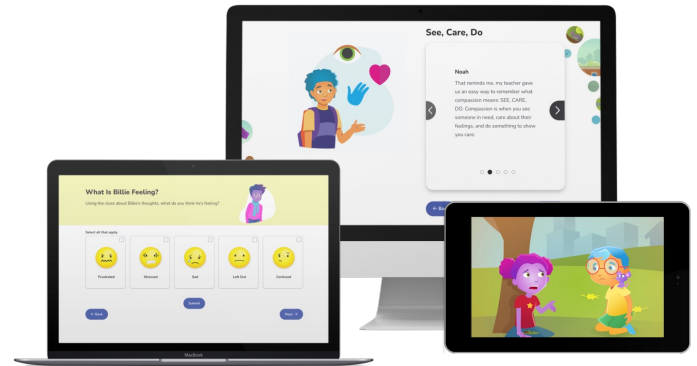 See, Care, Do
Noah
That reminds me, my teacher gave
us an easy way to remember what
compassion means: SEE, CARE,
DO. Compassion is when you see
someone in need, care about their
feelings, and do something to show
you care.
What Is Billie Feeling?
Using the clues about Billie's thoughts, what do you think he's feeling?
Select all that apply.
Frustrated
Stressed
Sad
Left Out
Confused
Submit
← Back
Next →
MacBook